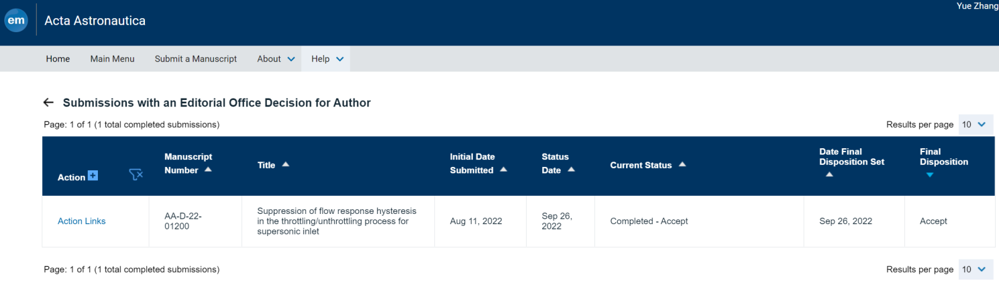 Yue Zhang
em
Acta Astronautica
Home Main Menu Submit a Manuscript About Help
Submissions with an Editorial Office Decision for Author
Page: 1 of 1 (1 total completed submissions) Results per page 10
Action Manuscript Number Title Initial Date Submitted Status Date Current Status Date Final Disposition Set Final Disposition
Action Links
AA-D-22-
01200
Suppression of flow response hysteresis
in the throttling/unthrottling process for
supersonic inlet
Aug 11, 2022
Sep 26,
2022
Completed - Accept
Sep 26, 2022
Accept
Page: 1 of 1 (1 total completed submissions) Results per page 10